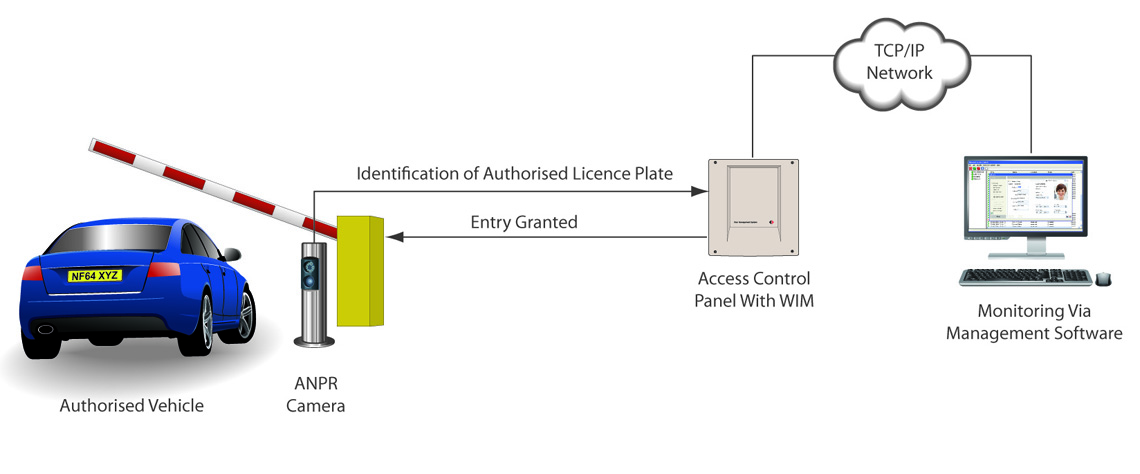 TCP/IP
Network
Identification of Authorised Licence Plate
Entry Granted
NF64 XYZ
Access Control
Panel With WIM
Monitoring Via
Management Software
ANPR
Camera
Authorised Vehicle